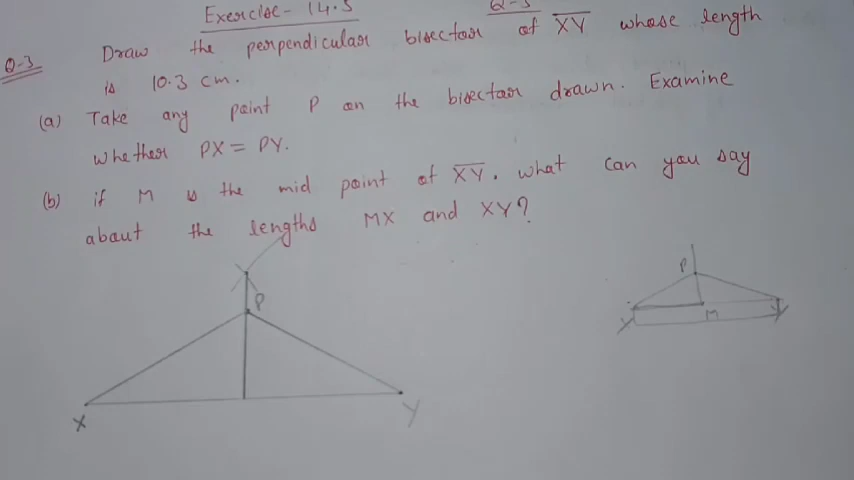 Exercise - 14.5
Q-3
Q-3 Draw the perpendicular bisector of XY whose length
is 10.3 cm.
(a) Take any point P on the bisector drawn. Examine
whether PX = PY.
(b) if M is the mid point of XY. what can you say
about the lengths MX and XY?
P
X
Y
P
X
M
Y